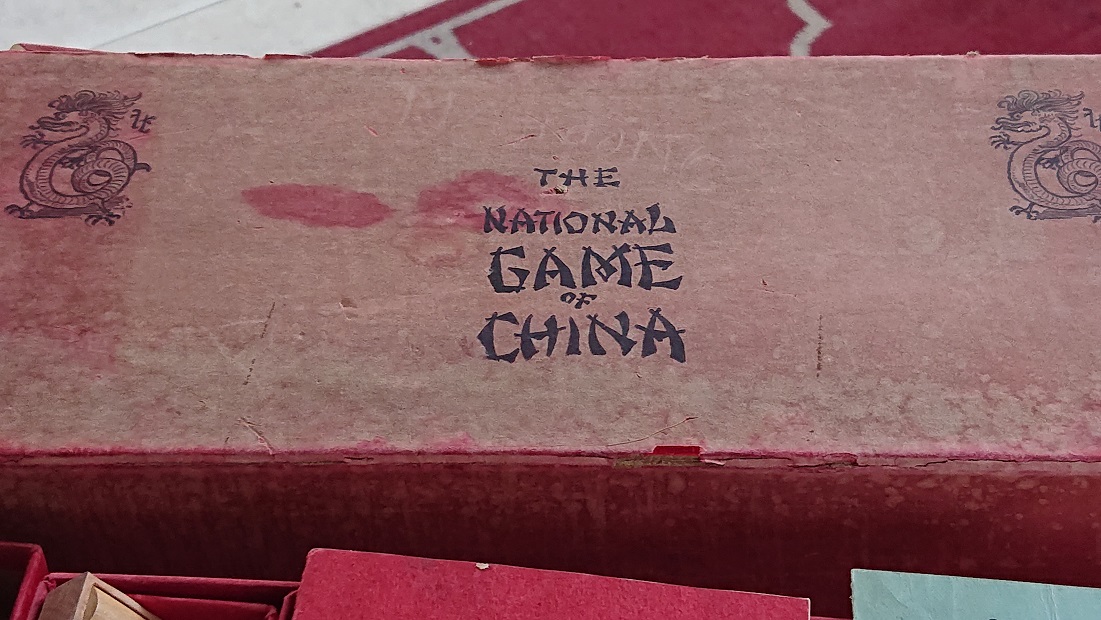 THE
NATIONAL
GAME
OF
CHINA